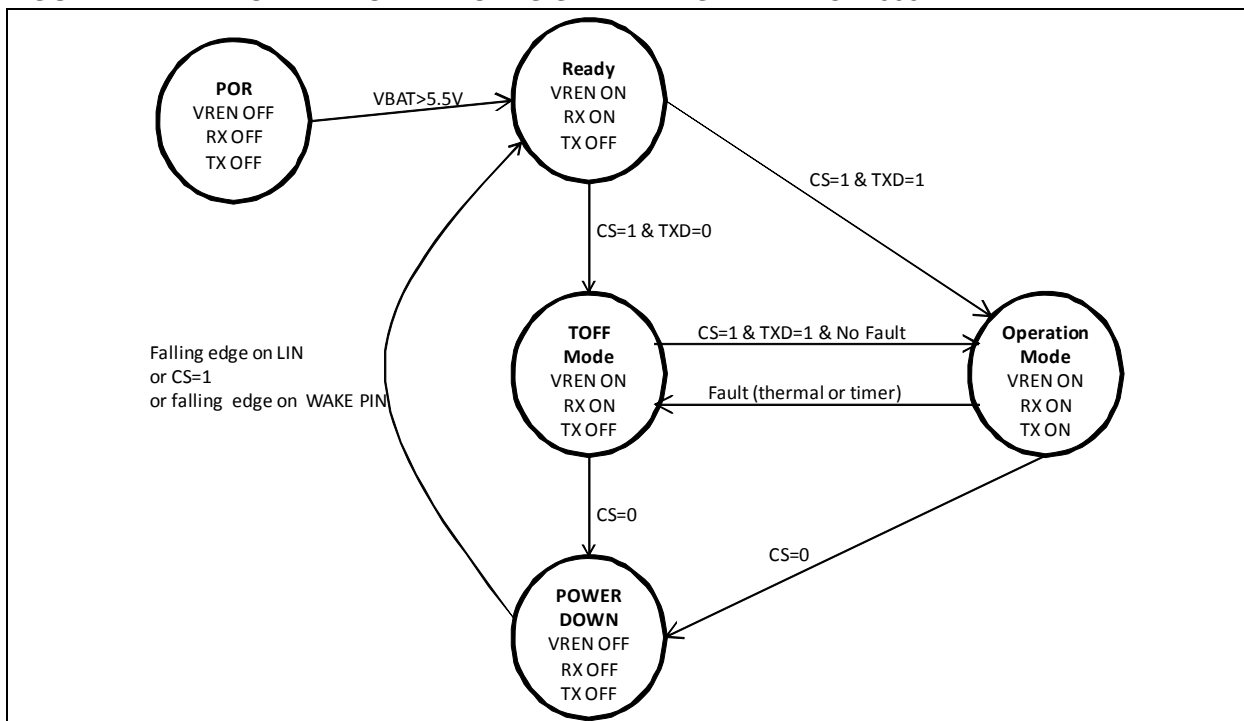 POR
VREN OFF
RX OFF
TX OFF
VBAT>5.5V
Ready
VREN ON
RX ON
TX OFF
CS=1 & TXD=1
CS=1 & TXD=0
Falling edge on LIN
or CS=1
or falling edge on WAKE PIN
TOFF
Mode
VREN ON
RX ON
TX OFF
CS=1 & TXD=1 & No Fault
Fault (thermal or timer)
Operation
Mode
VREN ON
RX ON
TX ON
CS=0
CS=0
POWER
DOWN
VREN OFF
RX OFF
TX OFF